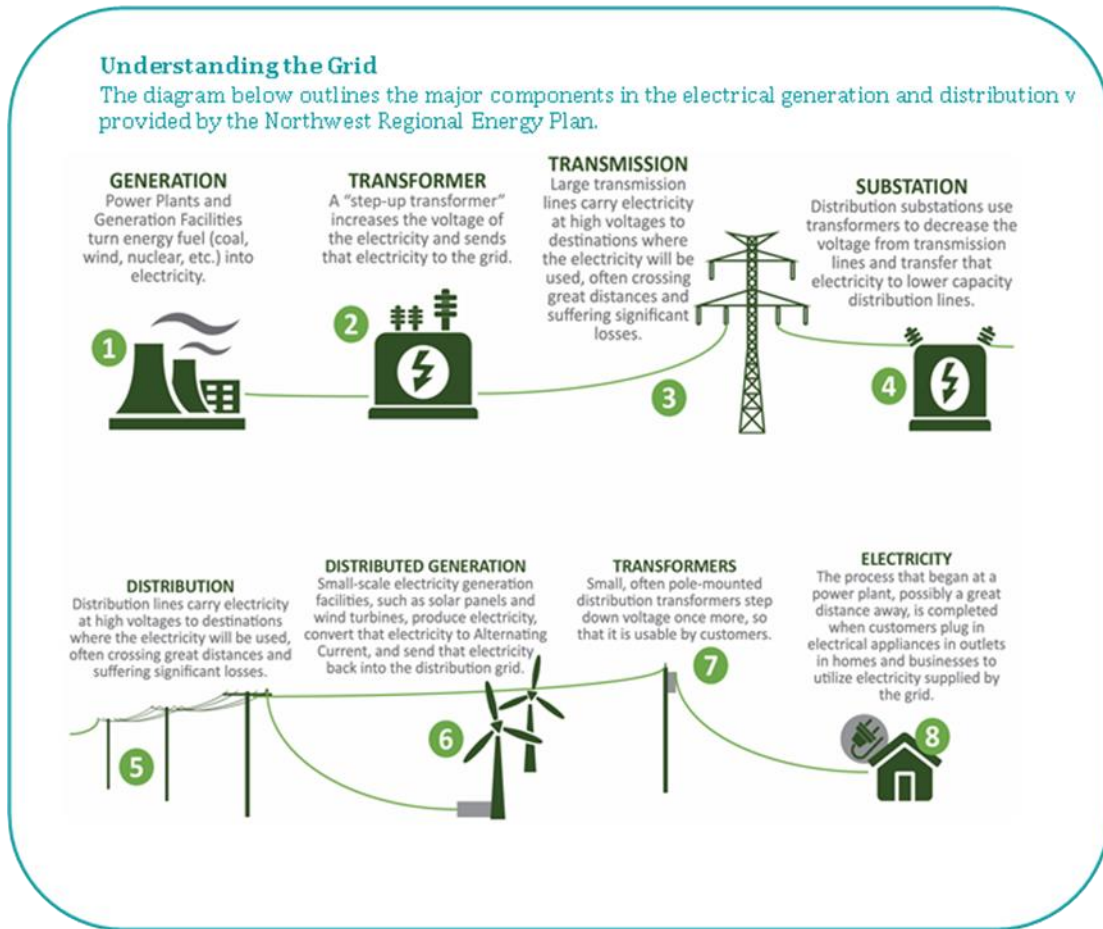 Understanding the Grid
The diagram below outlines the major components in the electrical generation and distribution
provided by the Northwest Regional Energy Plan.
GENERATION
Power Plants and
Generation Facilities
turn energy fuel (coal,
wind, nuclear, etc.) into
electricity.
1
TRANSFORMER
A “step-up transformer”
increases the voltage of
the electricity and sends
that electricity to the grid.
2
TRANSMISSION
Large transmission
lines carry electricity
at high voltages to
destinations where
the electricity will be
used, often crossing
great distances and
suffering significant
losses.
3
SUBSTATION
Distribution substations use
transformers to decrease the
voltage from transmission
lines and transfer that
electricity to lower capacity
distribution lines.
4
DISTRIBUTION
Distribution lines carry electricity
at high voltages to destinations
where the electricity will be used,
often crossing great distances and
suffering significant losses.
5
DISTRIBUTED GENERATION
Small-scale electricity generation
facilities, such as solar panels and
wind turbines, produce electricity,
convert that electricity to Alternating
Current, and send that electricity
back into the distribution grid.
6
TRANSFORMERS
Small, often pole-mounted
distribution transformers step
down voltage once more, so
that it is usable by customers.
7
ELECTRICITY
The process that began at a
power plant, possibly a great
distance away, is completed
when customers plug in
electrical appliances in outlets
in homes and businesses to
utilize electricity supplied by
the grid.
8